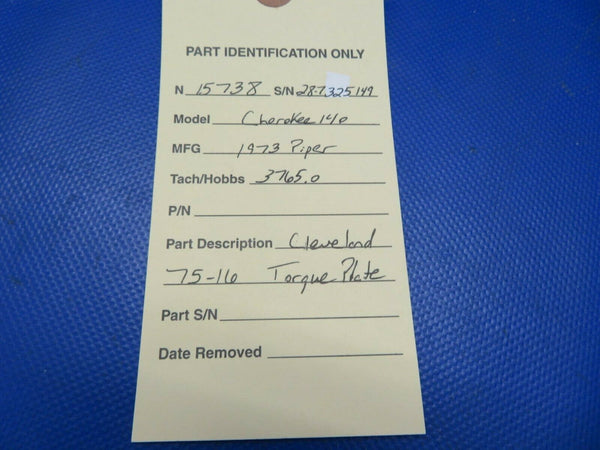 PART IDENTIFICATION ONLY
N 15738 S/N 28-7325149
Model Cherokee 140
MFG 1973 Piper
Tach/Hobbs 3765.0
P/N
Part Description Cleveland
75-16 Torque Plate
Part S/N
Date Removed